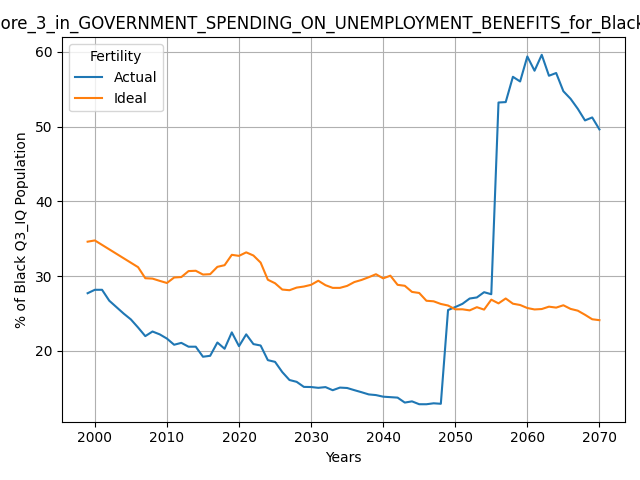 ore_3_in_GOVERNMENT_SPENDING_ON_UNEMPLOYMENT_BENEFITS_for_Black
Fertility
Actual
Ideal
% of Black Q3_IQ Population
60
50
40
30
20
2000 2010 2020 2030 2040 2050 2060 2070
Years